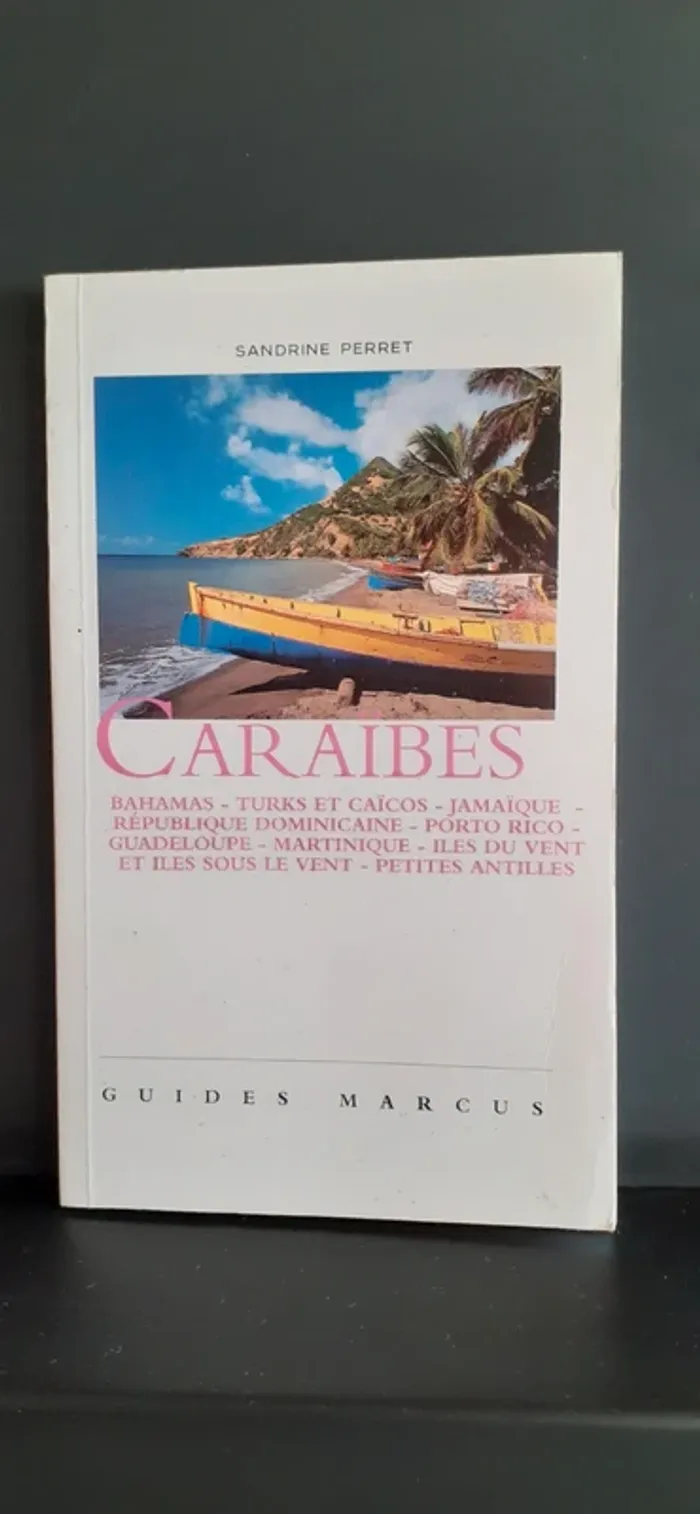 SANDRINE PERRET
CARAÏBES
BAHAMAS - TURKS ET CAÏCOS - JAMAÏQUE -
RÉPUBLIQUE DOMINICAINE - PORTO RICO -
GUADELOUPE - MARTINIQUE - ILES DU VENT
ET ILES SOUS LE VENT - PETITES ANTILLES
GUIDES MARCUS